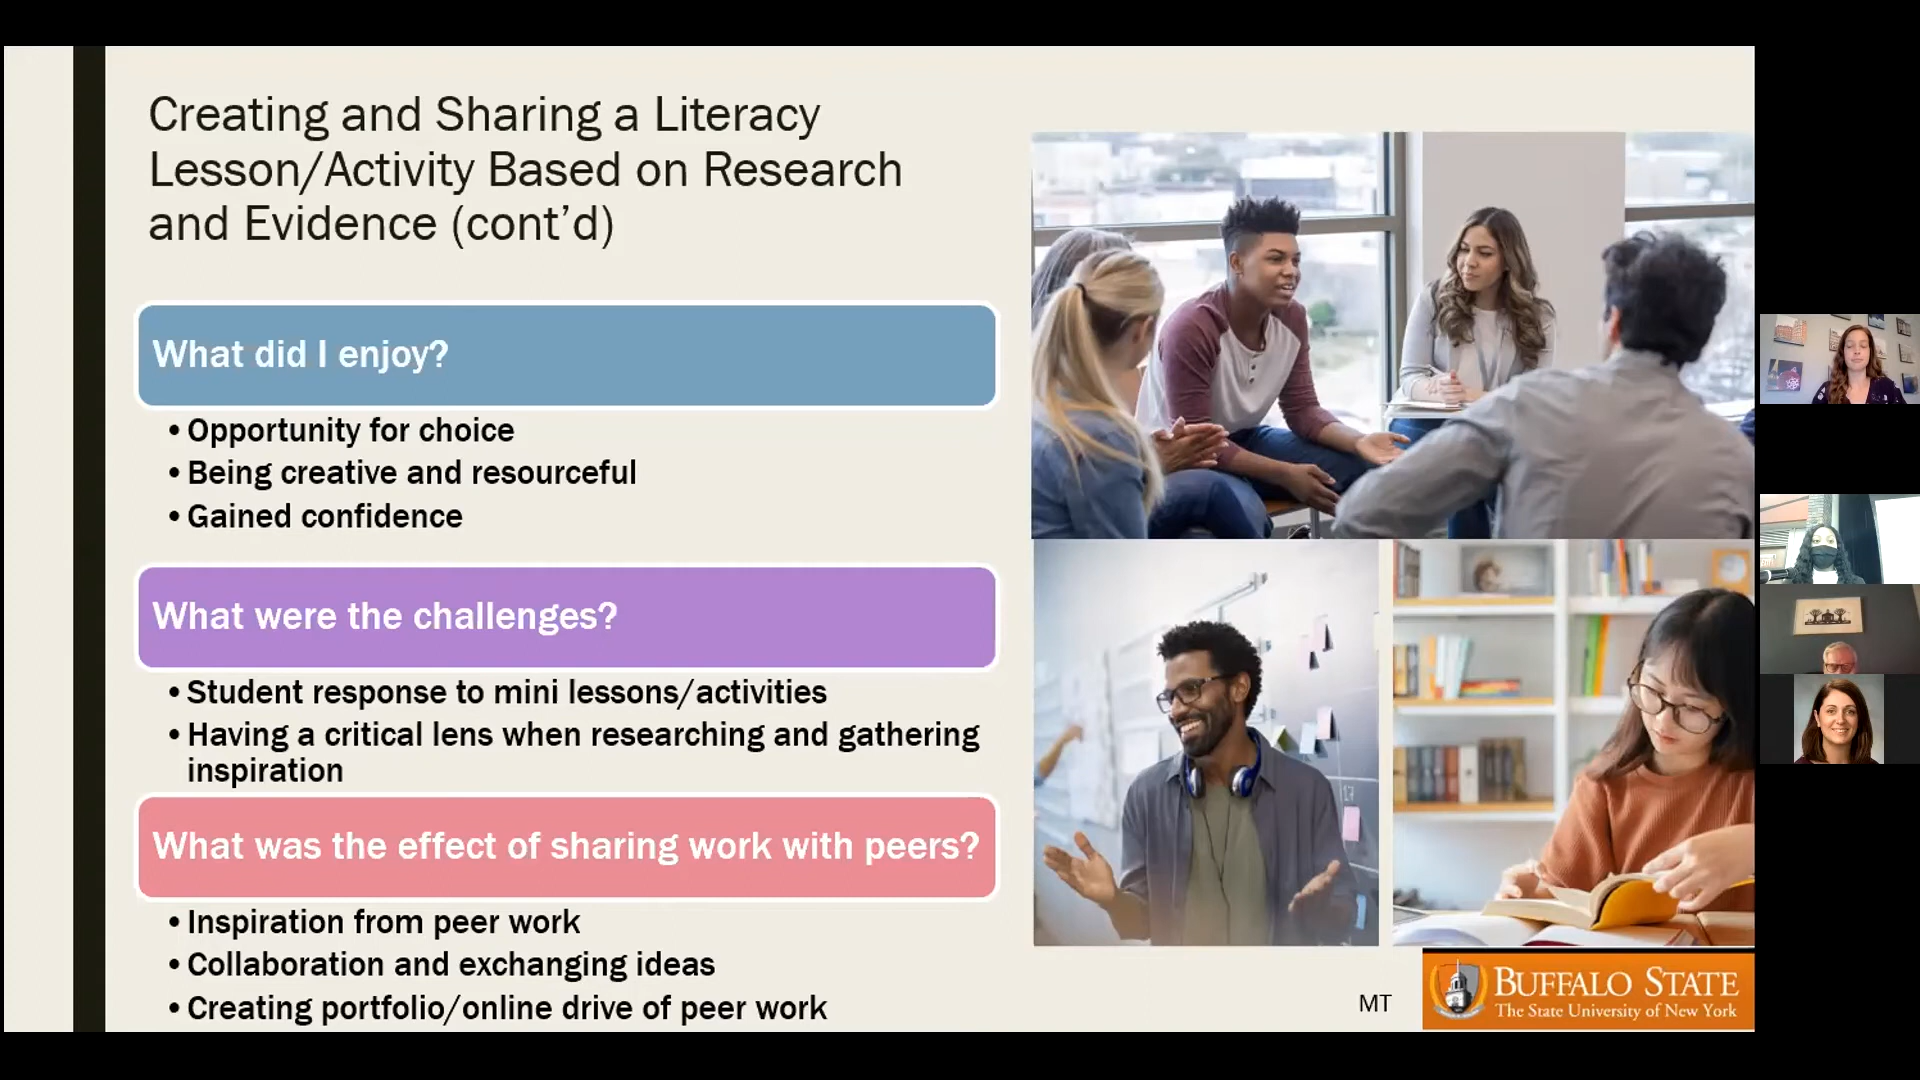 Creating and Sharing a Literacy
Lesson/Activity Based on Research
and Evidence (cont’d)
What did I enjoy?
• Opportunity for choice
• Being creative and resourceful
• Gained confidence
What were the challenges?
• Student response to mini lessons/activities
• Having a critical lens when researching and gathering
inspiration
What was the effect of sharing work with peers?
• Inspiration from peer work
• Collaboration and exchanging ideas
• Creating portfolio/online drive of peer work
MT
BUFFALO STATE
The State University of New York